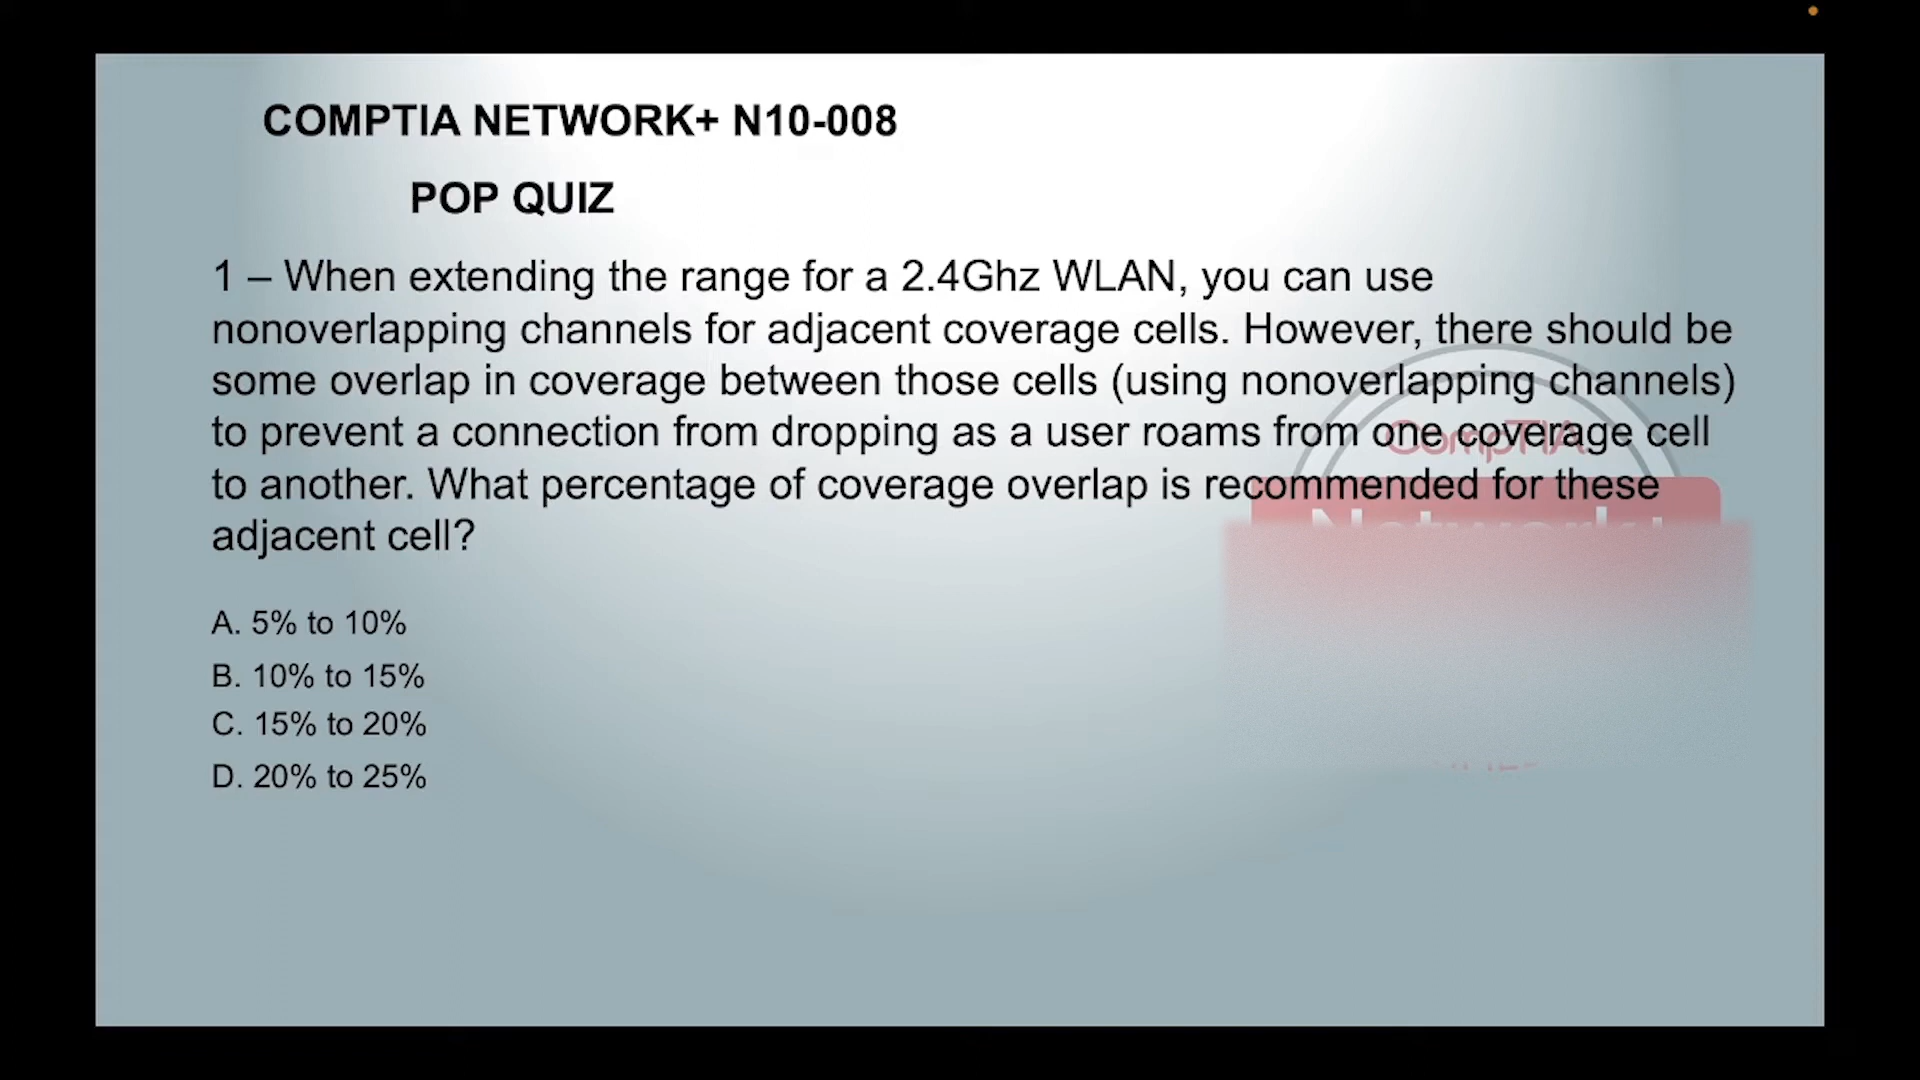 COMPTIA NETWORK+ N10-008
POP QUIZ
1 – When extending the range for a 2.4Ghz WLAN, you can use
nonoverlapping channels for adjacent coverage cells. However, there should be
some overlap in coverage between those cells (using nonoverlapping channels)
to prevent a connection from dropping as a user roams from one coverage cell
to another. What percentage of coverage overlap is recommended for these
adjacent cell?
CompTIA
A. 5% to 10%
B. 10% to 15%
C. 15% to 20%
D. 20% to 25%